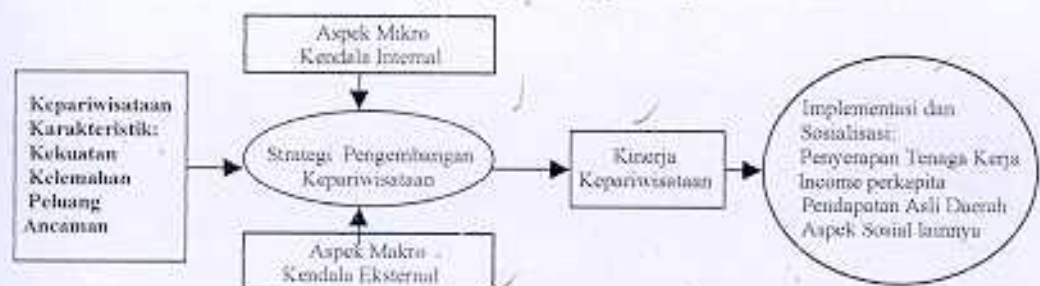 Aspek Mikro
Kendala Internal
Kepariwisataan
Karakteristik:
Kekuatan
Kelemahan
Peluang
Ancaman
Strategi Pengembangan
Kepariwisataan
Kinerja
Kepariwisataan
Implementasi dan
Sosialisasi:
Penyerapan Tenaga Kerja
Income perkapita
Pendapatan Asli Daerah
Aspek Sosial lainnya
Aspek Makro
Kendala Eksternal